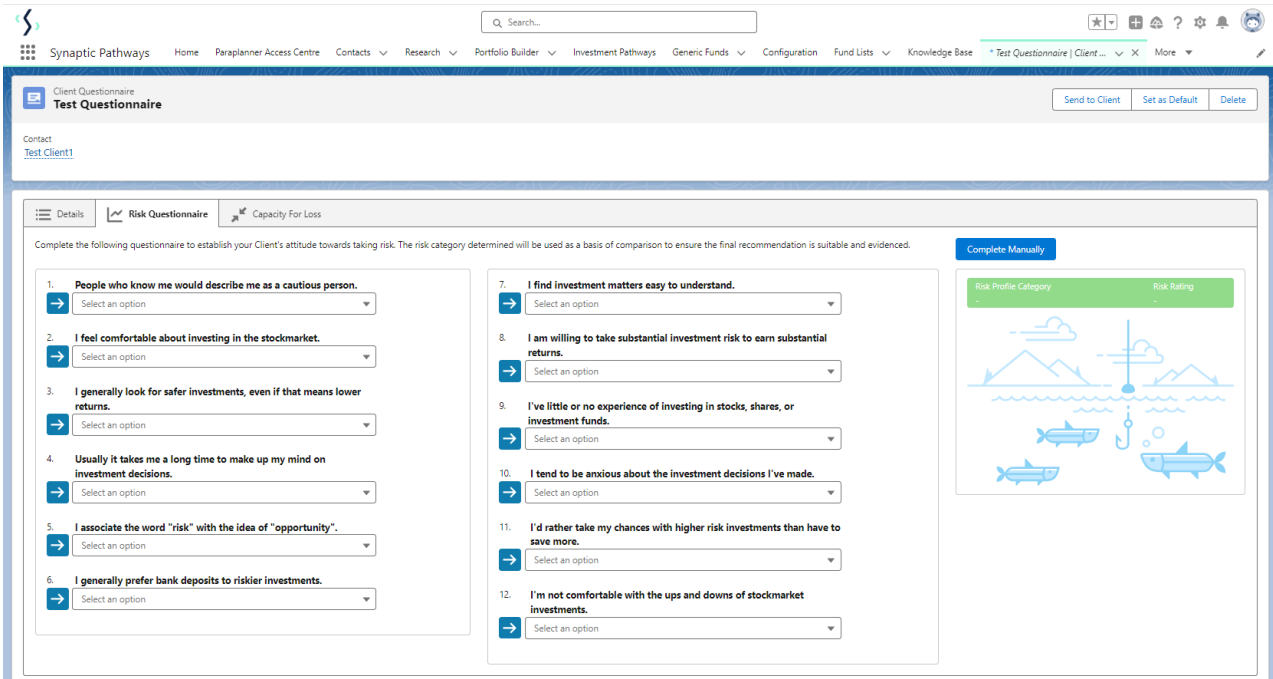 Search...
Synaptic Pathways
Home
Paraplanner Access Centre
Contacts
Research
Portfolio Builder
Investment Pathways
Generic Funds
Configuration
Fund Lists
Knowledge Base
* Test Questionnaire | Client ...
More
Client Questionnaire
Test Questionnaire
Send to Client
Set as Default
Delete
Contact
Test Client1
Details
Risk Questionnaire
Capacity For Loss
Complete the following questionnaire to establish your Client's attitude towards taking risk. The risk category determined will be used as a basis of comparison to ensure the final recommendation is suitable and evidenced.
Complete Manually
1. People who know me would describe me as a cautious person.
Select an option
2. I feel comfortable about investing in the stockmarket.
Select an option
3. I generally look for safer investments, even if that means lower
returns.
Select an option
4. Usually it takes me a long time to make up my mind on
investment decisions.
Select an option
5. I associate the word "risk" with the idea of "opportunity".
Select an option
6. I generally prefer bank deposits to riskier investments.
Select an option
7. I find investment matters easy to understand.
Select an option
8. I am willing to take substantial investment risk to earn substantial
returns.
Select an option
9. I've little or no experience of investing in stocks, shares, or
investment funds.
Select an option
10. I tend to be anxious about the investment decisions I've made.
Select an option
11. I'd rather take my chances with higher risk investments than have to
save more.
Select an option
12. I'm not comfortable with the ups and downs of stockmarket
investments.
Select an option
Risk Profile Category
-
Risk Rating
-